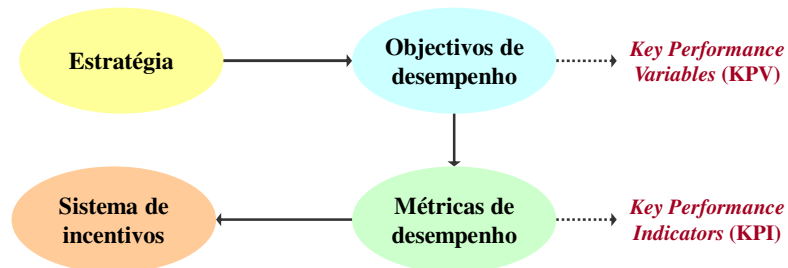 Estratégia
Objectivos de
desempenho
Key Performance
Variables (KPV)
Sistema de
incentivos
Métricas de
desempenho
Key Performance
Indicators (KPI)